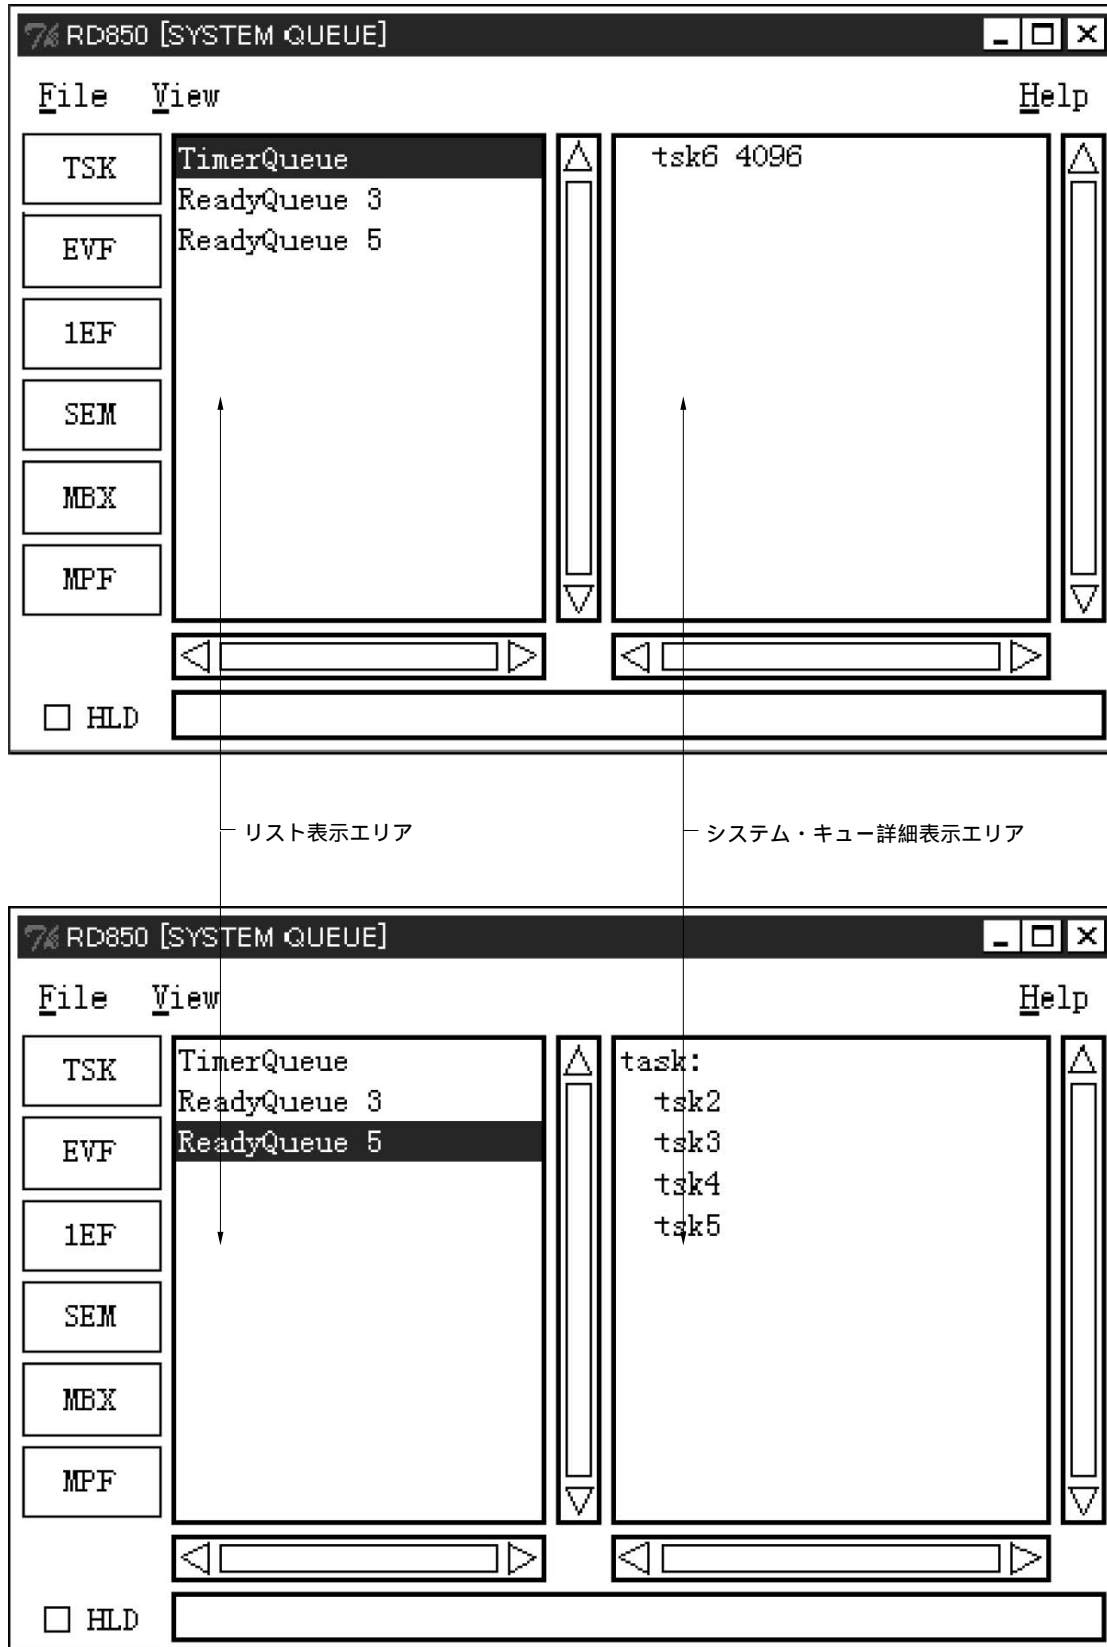 RD850 [SYSTEM QUEUE]
File View Help
TSK
EVF
1EF
SEM
MBX
MPF
TimerQueue
ReadyQueue 3
ReadyQueue 5
tsk6 4096
HLD
リスト表示エリア
システム・キュー詳細表示エリア
RD850 [SYSTEM QUEUE]
File View Help
TSK
EVF
1EF
SEM
MBX
MPF
TimerQueue
ReadyQueue 3
ReadyQueue 5
task:
tsk2
tsk3
tsk4
tsk5
HLD